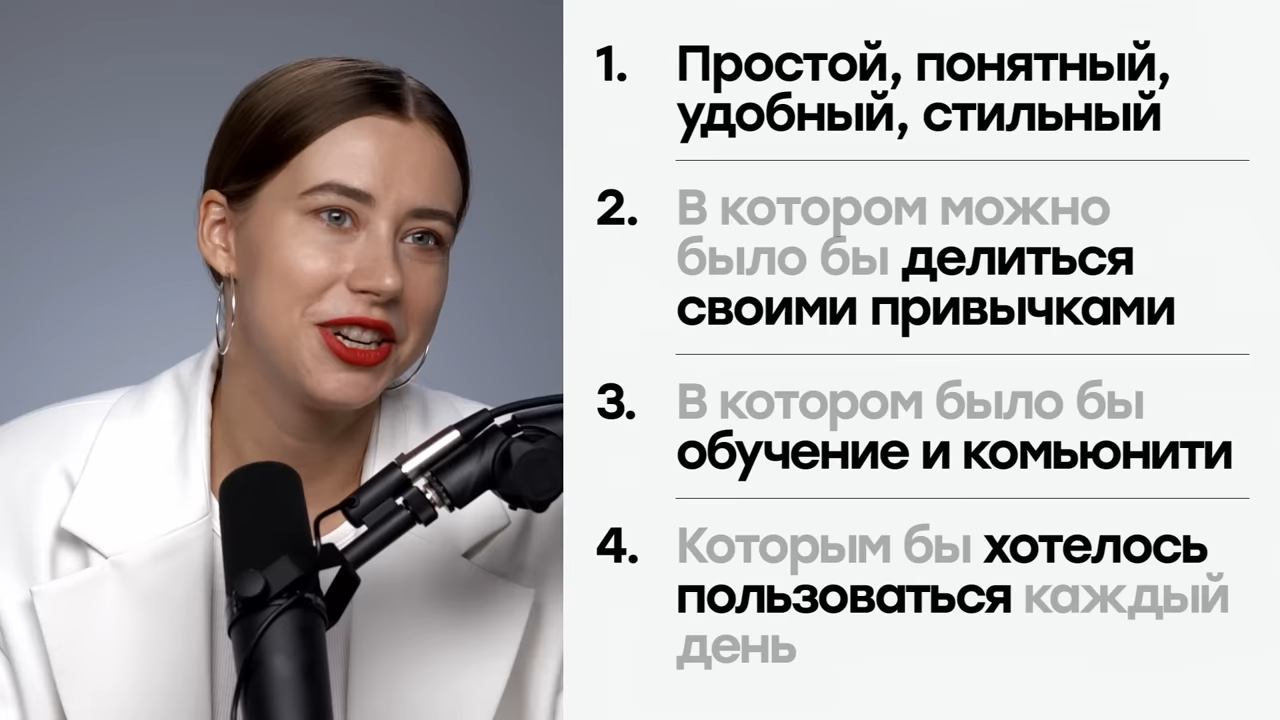 1. Простой, понятный,
удобный, стильный
2. В котором можно
было бы делиться
своими привычками
3. В котором было бы
обучение и комьюнити
4. Которым бы хотелось
пользоваться каждый
день